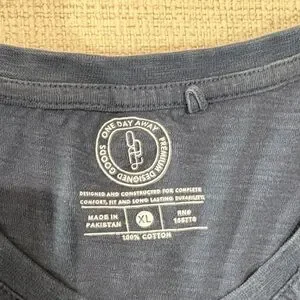 ONE DAY AWAY
PREMIUM DESIGNED GOODS
DESIGNED AND CONSTRUCTED FOR COMPLETE
COMFORT, FIT AND LONG LASTING DURABILITY.
MADE IN
PAKISTAN
XL
RN#
100% COTTON